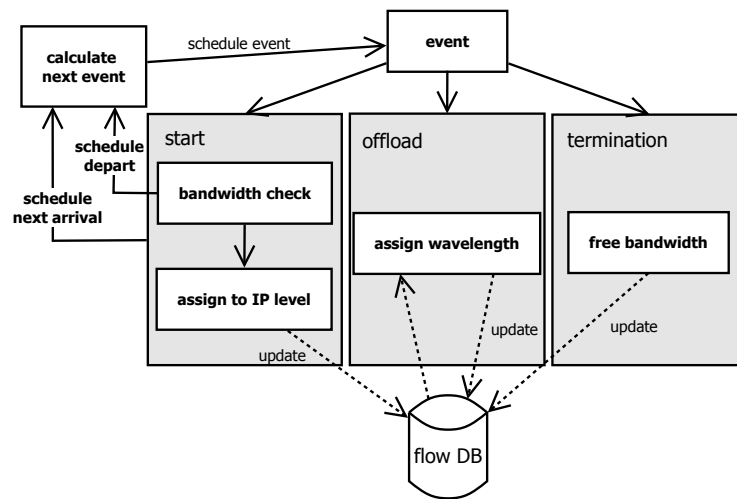 calculate
next event
schedule event
event
start
offload
termination
schedule
depart
bandwidth check
schedule
next arrival
assign wavelength
free bandwidth
assign to IP level
update
update
update
flow DB